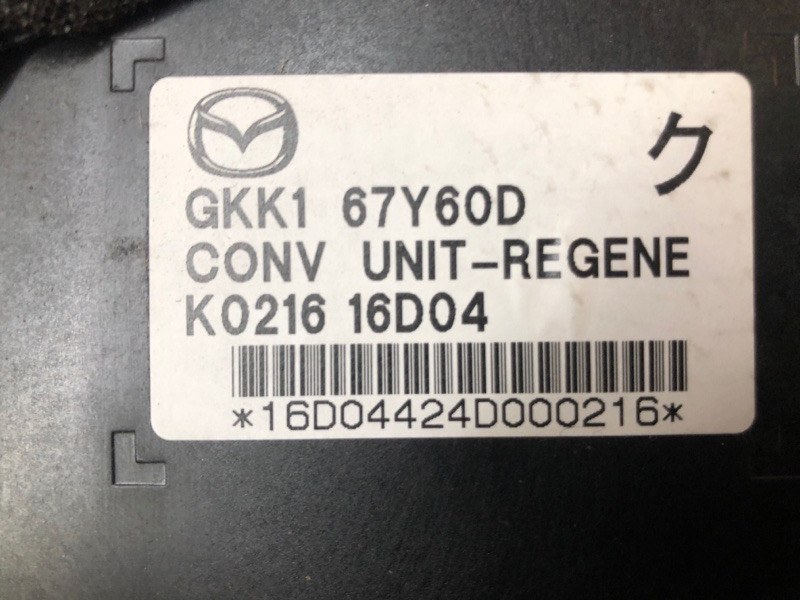 ク
GKK1 67Y60D
CONV UNIT-REGENE
K0216 16D04
*16D04424D000216*